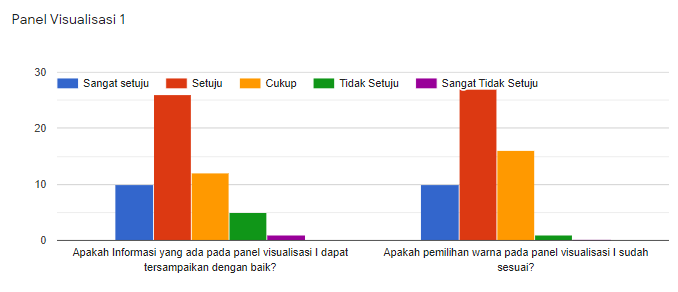 Panel Visualisasi 1
30
Sangat setuju Setuju Cukup Tidak Setuju Sangat Tidak Setuju
20
10
0
Apakah Informasi yang ada pada panel visualisasi I dapat
tersampaikan dengan baik?
Apakah pemilihan warna pada panel visualisasi I sudah
sesuai?